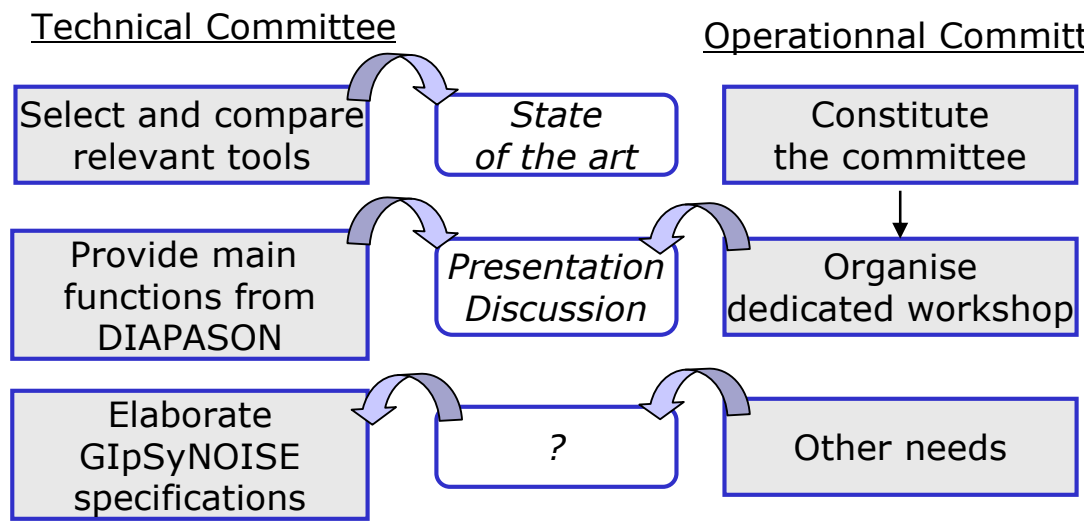 Technical Committee
Operationnal Committ
Select and compare
relevant tools
State
of the art
Constitute
the committee
Provide main
functions from
DIAPASON
Presentation
Discussion
Organise
dedicated workshop
Elaborate
GIpSyNOISE
specifications
?
Other needs